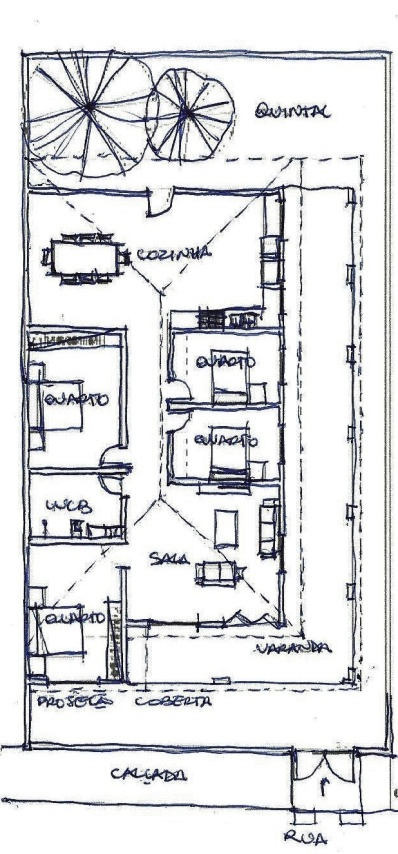 QUINTAL
COZINHA
QUARTO
QUARTO
QUARTO
WCB
SALA
QUARTO
VARANDA
PROJEÇÃO COBERTA
CALÇADA
RUA